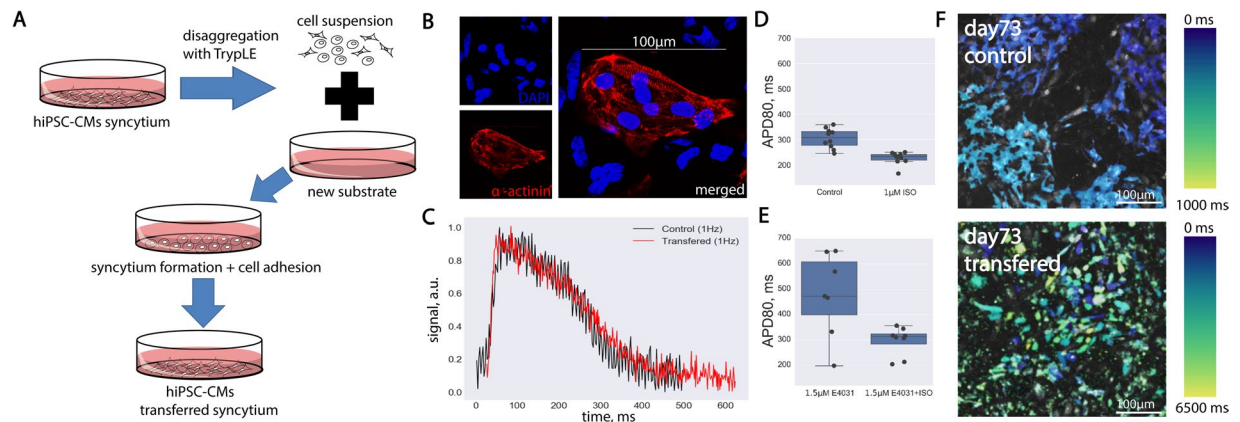 A
disaggregation
with TrypLE
cell suspension
hiPSC-CMs syncytium
new substrate
syncytium formation + cell adhesion
hiPSC-CMs
transferred syncytium
B
DAPI
α-actinin
100µm
merged
C
signal, a.u.
1.0
0.8
0.6
0.4
0.2
0.0
Control (1Hz)
Transfered (1Hz)
0 100 200 300 400 500 600
time, ms
D
APD80, ms
700
600
500
400
300
200
Control
1µM ISO
E
APD80, ms
700
600
500
400
300
200
1.5µM E4031
1.5µM E4031+ISO
F
day73
control
100µm
0 ms
1000 ms
day73
transfered
100µm
0 ms
6500 ms